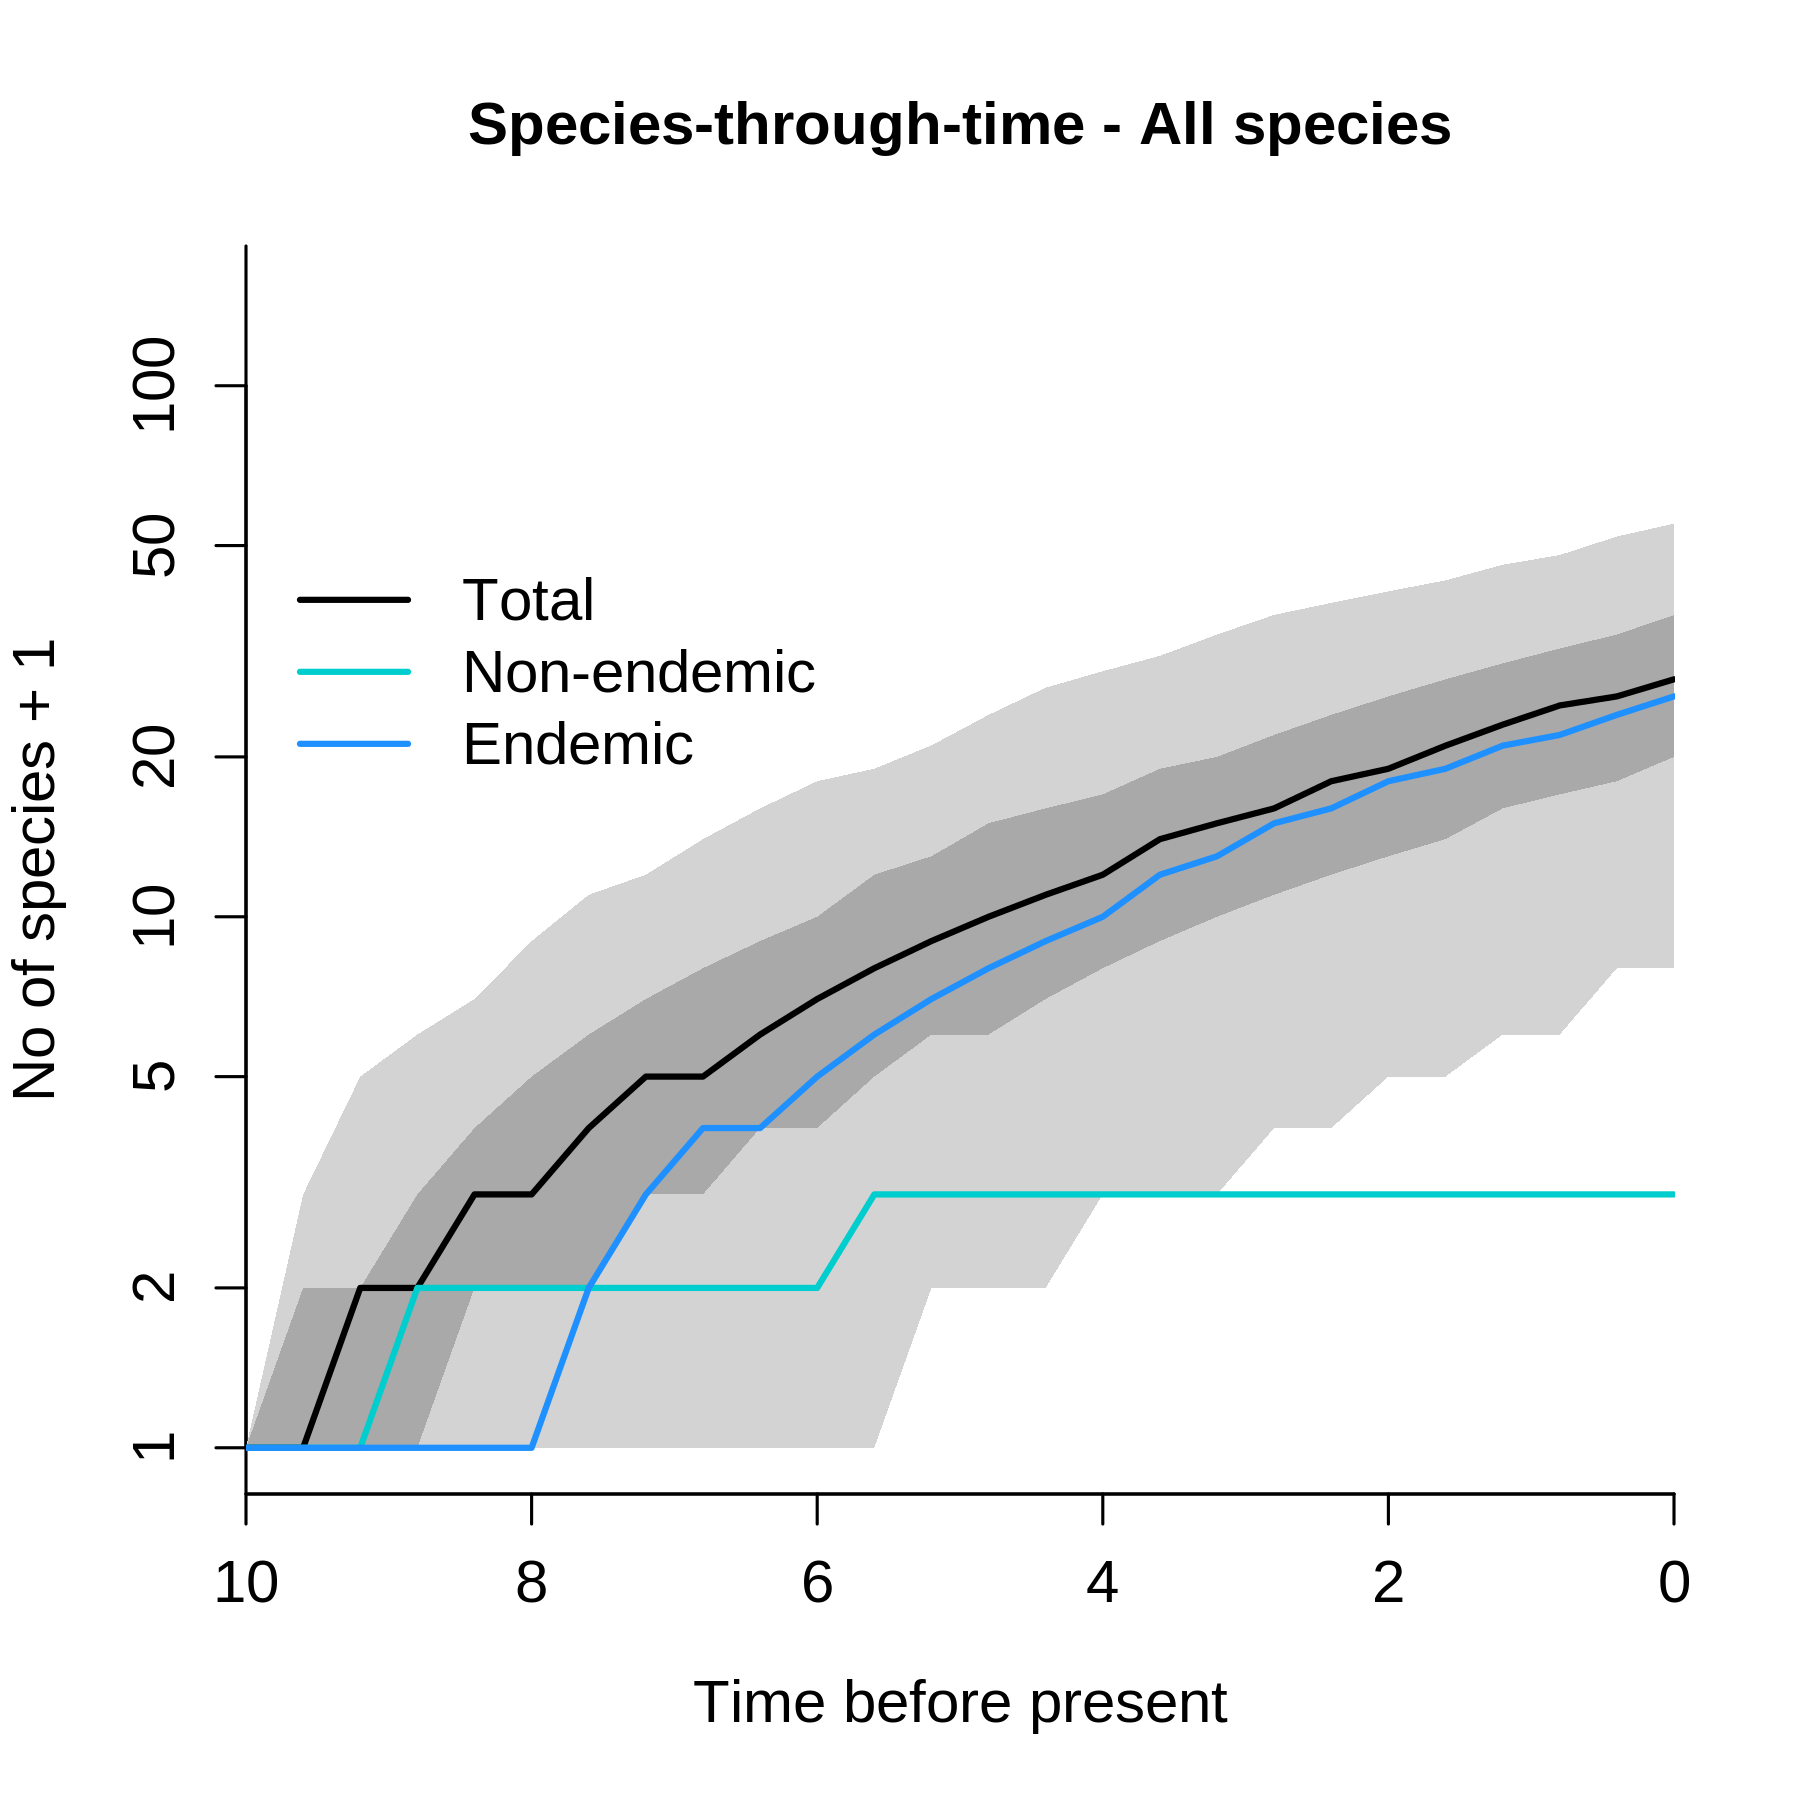 Species-through-time - All species
No of species + 1
100
50
20
10
5
2
1
Total
Non-endemic
Endemic
10 8 6 4 2 0
Time before present